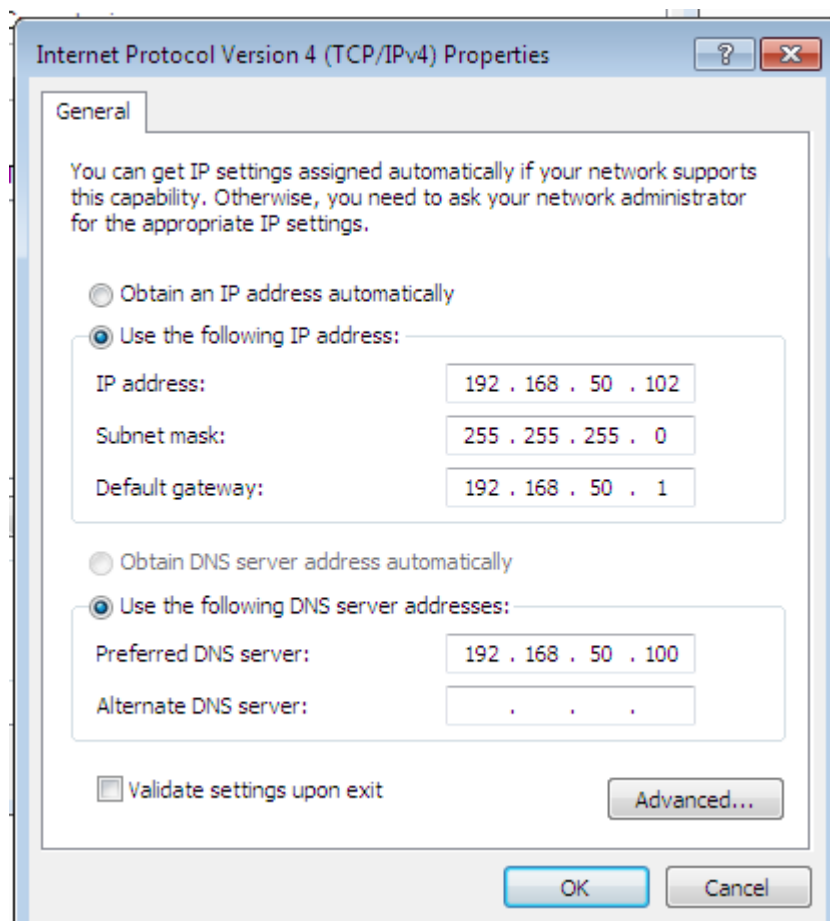 Internet Protocol Version 4 (TCP/IPv4) Properties
General
You can get IP settings assigned automatically if your network supports
this capability. Otherwise, you need to ask your network administrator
for the appropriate IP settings.
Obtain an IP address automatically
Use the following IP address:
IP address: 192 . 168 . 50 . 102
Subnet mask: 255 . 255 . 255 . 0
Default gateway: 192 . 168 . 50 . 1
Obtain DNS server address automatically
Use the following DNS server addresses:
Preferred DNS server: 192 . 168 . 50 . 100
Alternate DNS server: . . .
Validate settings upon exit
Advanced...
OK Cancel